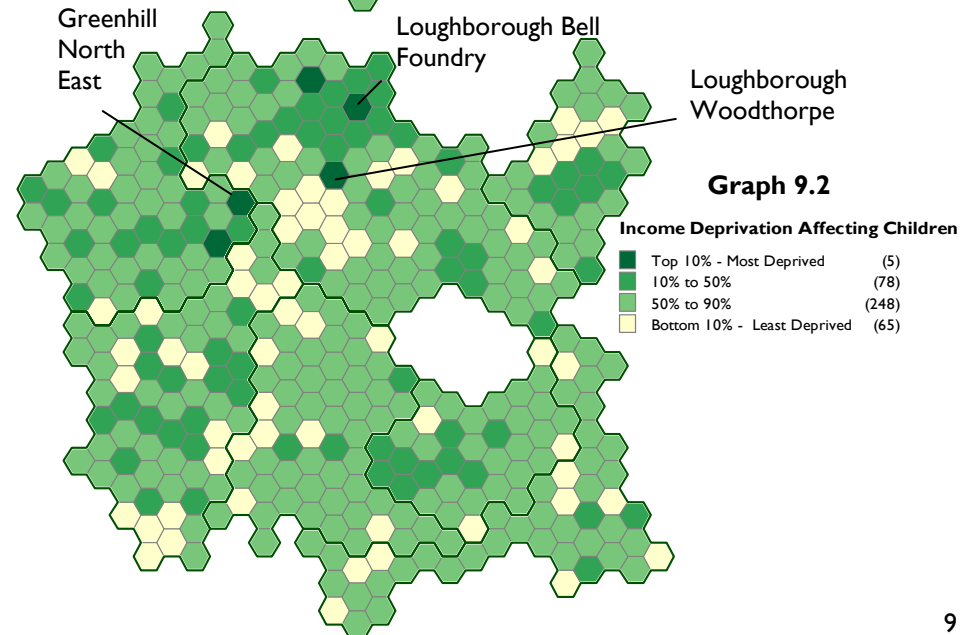 Greenhill
North
East
Loughborough Bell
Foundry
Loughborough
Woodthorpe
Graph 9.2
Income Deprivation Affecting Children
Top 10% - Most Deprived (5)
10% to 50% (78)
50% to 90% (248)
Bottom 10% - Least Deprived (65)
9